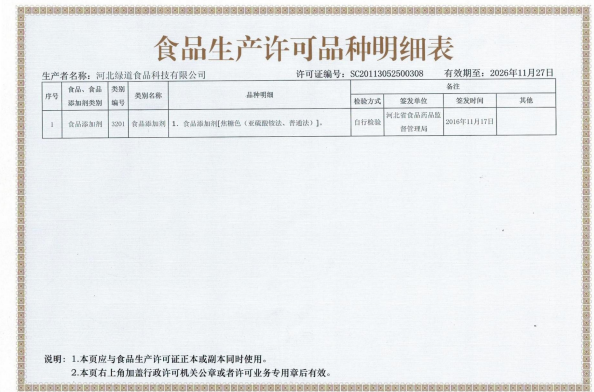 食品生产许可品种明细表
生产者名称：河北绿道食品科技有限公司 许可证编号：SC20113052500308 有效期至：2026年11月27日
序号 食品、食品添加剂类别 类别编号 类别名称 品种明细 备注
检验方式 签发单位 签发时间 其他
1 食品添加剂 3201 食品添加剂 1、食品添加剂[焦糖色（亚硫酸铵法、普通法）]。 自行检验 河北省食品药品监督管理局 2016年11月17日
说明：1.本页应与食品生产许可证正本或副本同时使用。
2.本页右上角加盖行政许可机关公章或者许可业务专用章后有效。